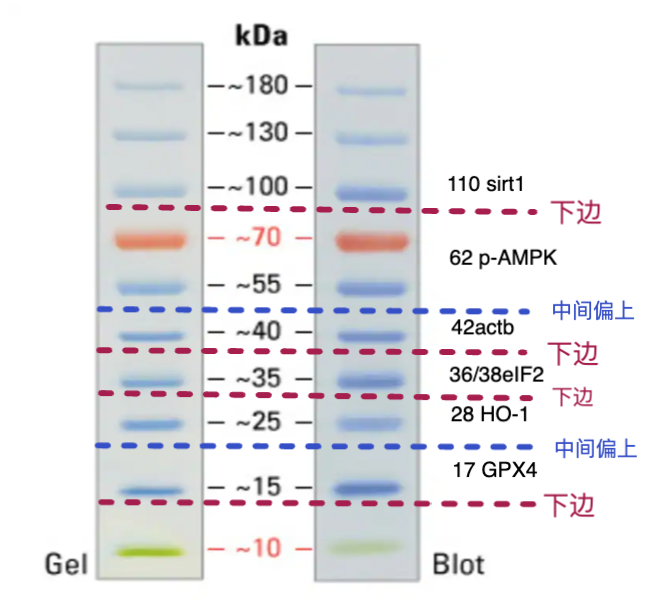 kDa
~180
~130
~100
110 sirt1
下边
~70
62 p-AMPK
~55
中间偏上
42actb
~40
下边
36/38eIF2
~35
下边
28 HO-1
~25
中间偏上
17 GPX4
~15
下边
~10
Gel
Blot